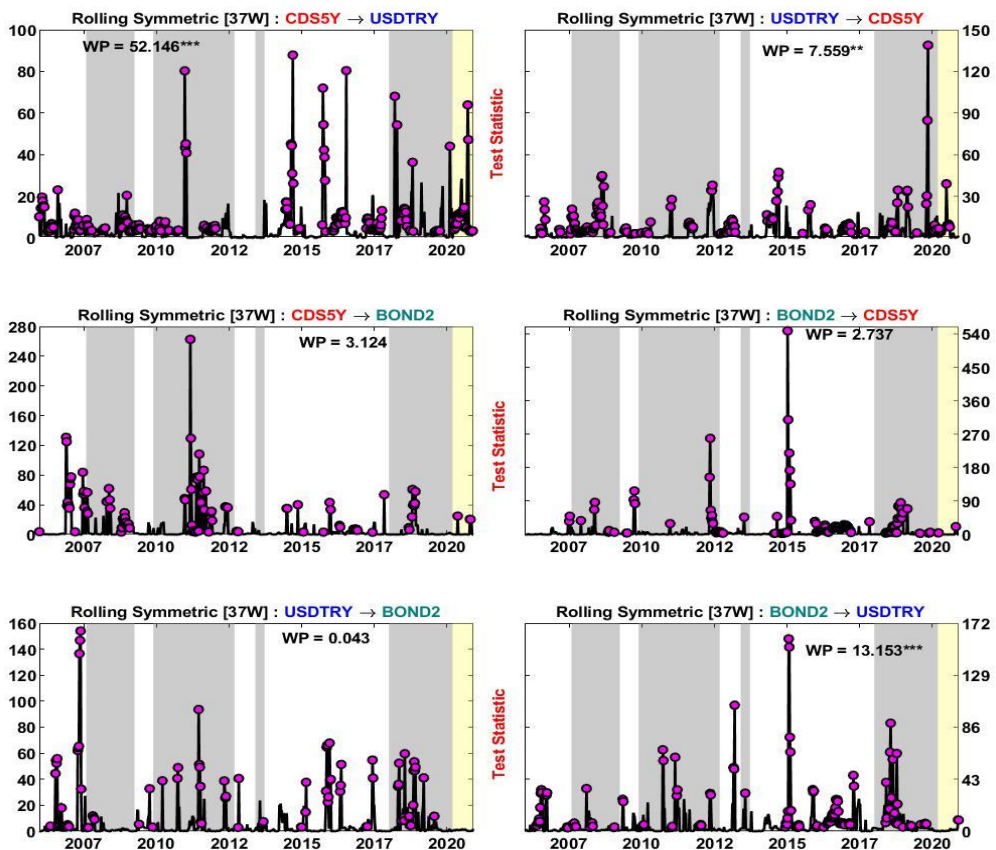 Rolling Symmetric [37W] : CDS5Y → USDTRY
WP = 52.146***
100
80
60
40
20
0
2007 2010 2012 2015 2017 2020
Rolling Symmetric [37W] : USDTRY → CDS5Y
WP = 7.559**
Test Statistic
150
120
90
60
30
0
2007 2010 2012 2015 2017 2020
Rolling Symmetric [37W] : CDS5Y → BOND2
WP = 3.124
280
240
200
160
120
80
40
0
2007 2010 2012 2015 2017 2020
Rolling Symmetric [37W] : BOND2 → CDS5Y
WP = 2.737
Test Statistic
540
450
360
270
180
90
0
2007 2010 2012 2015 2017 2020
Rolling Symmetric [37W] : USDTRY → BOND2
WP = 0.043
160
140
120
100
80
60
40
20
0
2007 2010 2012 2015 2017 2020
Rolling Symmetric [37W] : BOND2 → USDTRY
WP = 13.153***
Test Statistic
172
129
86
43
0
2007 2010 2012 2015 2017 2020